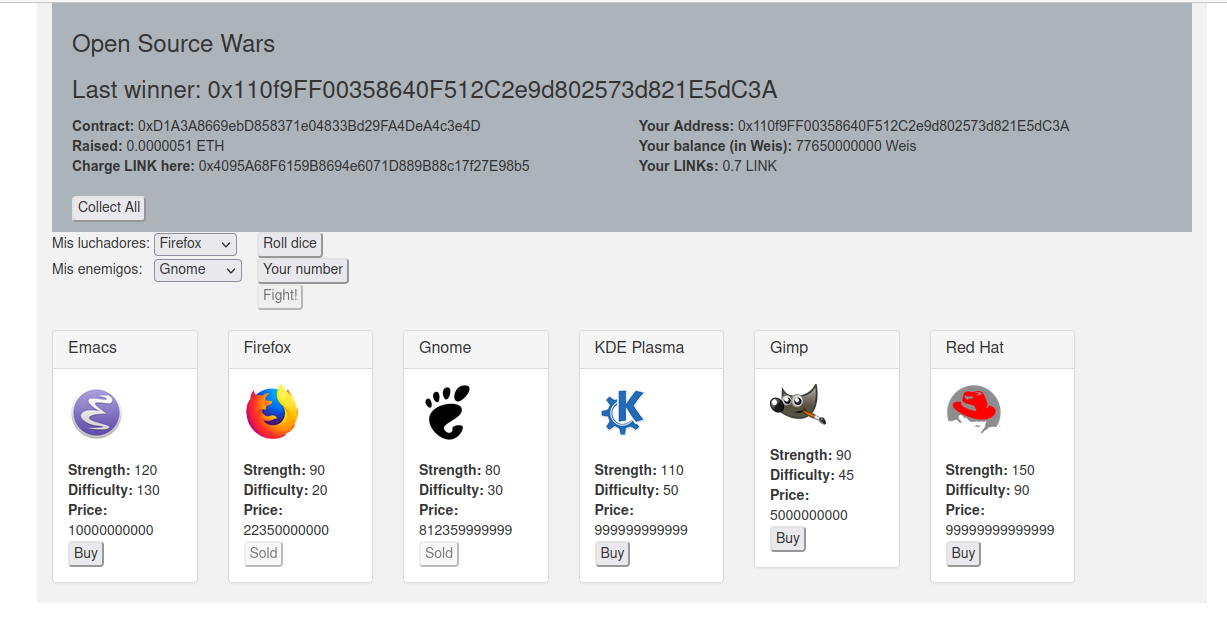 Open Source Wars
Last winner: 0x110f9FF00358640F512C2e9d802573d821E5dC3A
Contract: 0xD1A3A8669ebD858371e04833Bd29FA4DeA4c3e4D
Raised: 0.0000051 ETH
Charge LINK here: 0x4095A68F6159B8694e6071D889B88c17f27E98b5
Your Address: 0x110f9FF00358640F512C2e9d802573d821E5dC3A
Your balance (in Weis): 77650000000 Weis
Your LINKs: 0.7 LINK
Collect All
Mis luchadores: Firefox Roll dice
Mis enemigos: Gnome Your number
Fight!
Emacs
Strength: 120
Difficulty: 130
Price:
10000000000
Buy
Firefox
Strength: 90
Difficulty: 20
Price:
22350000000
Sold
Gnome
Strength: 80
Difficulty: 30
Price:
812359999999
Sold
KDE Plasma
K
Strength: 110
Difficulty: 50
Price:
999999999999
Buy
Gimp
Strength: 90
Difficulty: 45
Price:
5000000000
Buy
Red Hat
Strength: 150
Difficulty: 90
Price:
99999999999999
Buy